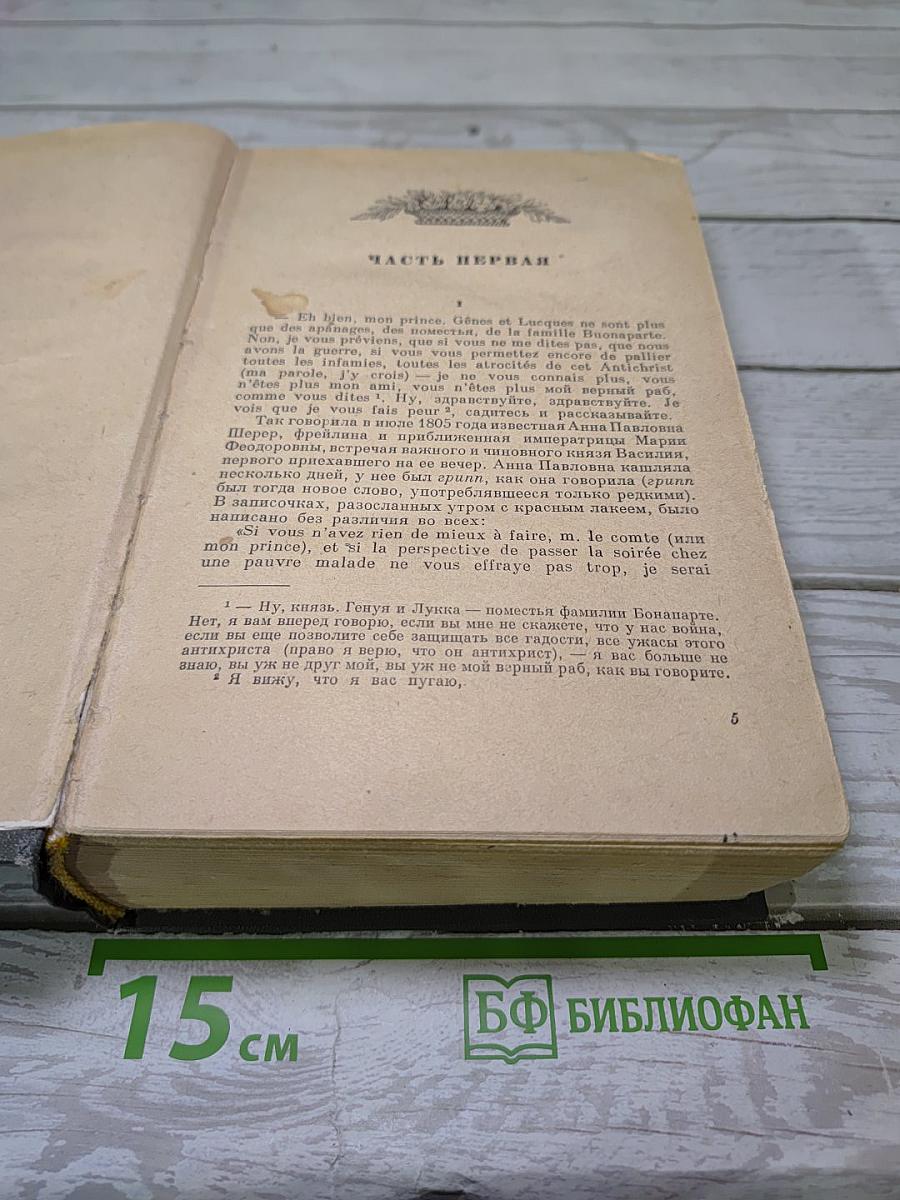 ЧАСТЬ ПЕРВАЯ
I
— Eh bien, mon prince. Gênes et Lucques ne sont plus
que des apanages, des поместья, de la famille Buonaparte.
Non, je vous préviens, que si vous ne me dites pas, que nous
avons la guerre, si vous vous permettez encore de pallier
toutes les infamies, toutes les atrocités de cet Antichrist
(ma parole, j'y crois) — je ne vous connais plus, vous
n'êtes plus mon ami, vous n'êtes plus мой верный раб,
comme vous dites ¹. Ну, здравствуйте, здравствуйте. Je
vois que je vous fais peur ², садитесь и рассказывайте.
Так говорила в июле 1805 года известная Анна Павловна
Шерер, фрейлина и приближенная императрицы Марии
Феодоровны, встречая важного и чиновного князя Василия,
первого приехавшего на ее вечер. Анна Павловна кашляла
несколько дней, у нее был грипп, как она говорила (грипп
был тогда новое слово, употреблявшееся только редкими).
В записочках, разосланных утром с красным лакеем, было
написано без различия во всех:
«Si vous n'avez rien de mieux à faire, m. le comte (или
mon prince), et si la perspective de passer la soirée chez
une pauvre malade ne vous effraye pas trop, je serai
¹ — Ну, князь. Генуя и Лукка — поместья фамилии Бонапарте.
Нет, я вам вперед говорю, если вы мне не скажете, что у нас война,
если вы еще позволите себе защищать все гадости, все ужасы этого
антихриста (право я верю, что он антихрист), — я вас больше не
знаю, вы уж не друг мой, вы уж не мой верный раб, как вы говорите.
² Я вижу, что я вас пугаю,
5
15 см
БФ БИБЛИОФАН